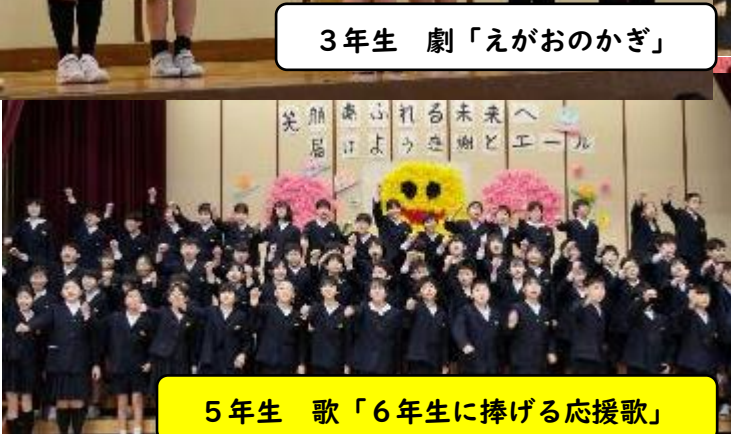 ３年生　劇「えがおのかぎ」
笑顔あふれる未来へ
届けよう感謝とエール
５年生　歌「６年生に捧げる応援歌」